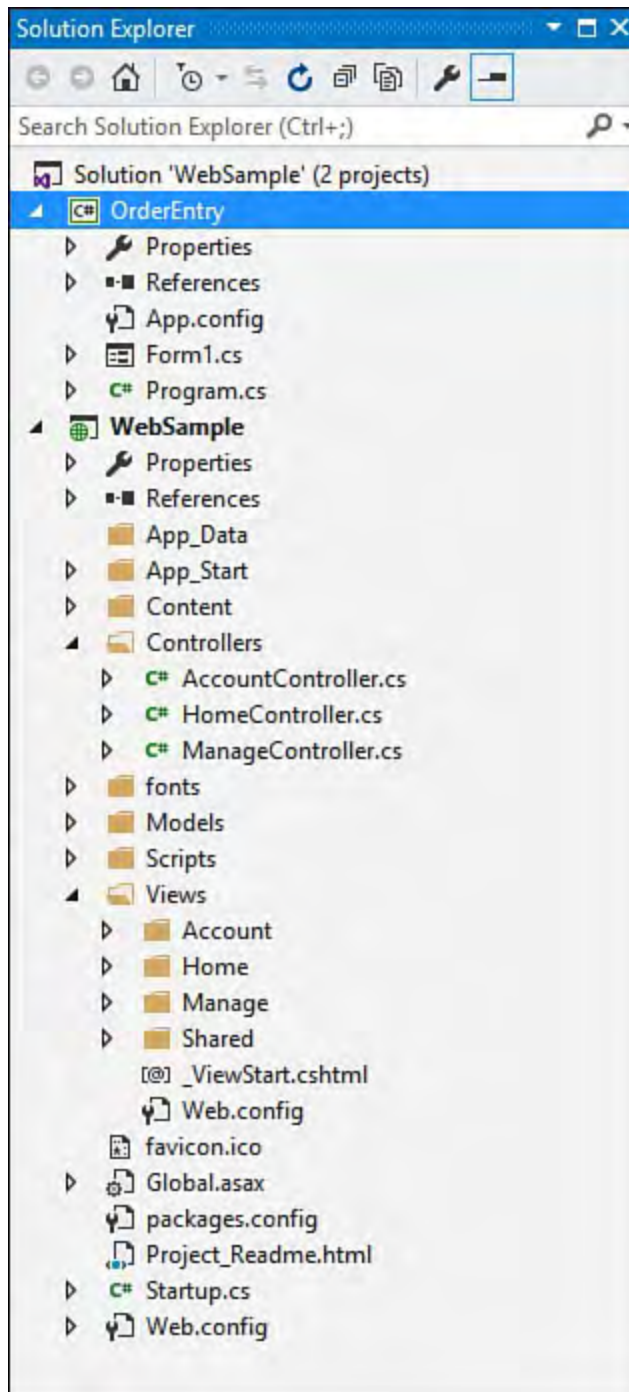 Solution Explorer
Search Solution Explorer (Ctrl+;)
Solution 'WebSample' (2 projects)
C# OrderEntry
Properties
References
App.config
Form1.cs
C# Program.cs
WebSample
Properties
References
App_Data
App_Start
Content
Controllers
C# AccountController.cs
C# HomeController.cs
C# ManageController.cs
fonts
Models
Scripts
Views
Account
Home
Manage
Shared
[@] _ViewStart.cshtml
Web.config
favicon.ico
Global.asax
packages.config
Project_Readme.html
C# Startup.cs
Web.config